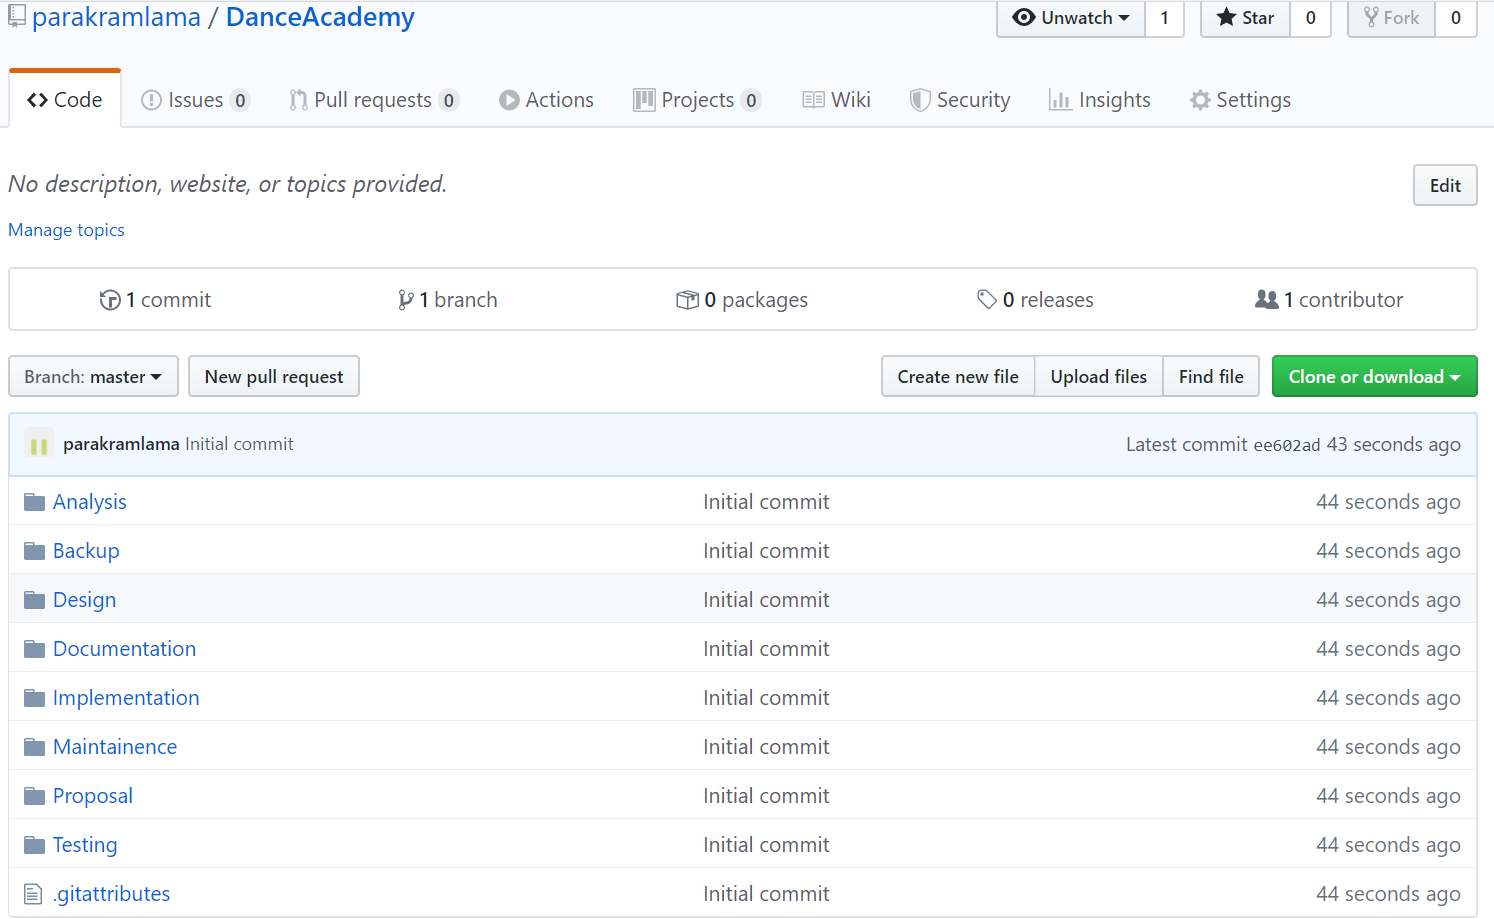 parakramlama / DanceAcademy Unwatch 1 Star 0 Fork 0
Code Issues 0 Pull requests 0 Actions Projects 0 Wiki Security Insights Settings
No description, website, or topics provided. Edit
Manage topics
1 commit 1 branch 0 packages 0 releases 1 contributor
Branch: master New pull request Create new file Upload files Find file Clone or download
parakramlama Initial commit Latest commit ee602ad 43 seconds ago
Analysis Initial commit 44 seconds ago
Backup Initial commit 44 seconds ago
Design Initial commit 44 seconds ago
Documentation Initial commit 44 seconds ago
Implementation Initial commit 44 seconds ago
Maintainence Initial commit 44 seconds ago
Proposal Initial commit 44 seconds ago
Testing Initial commit 44 seconds ago
.gitattributes Initial commit 44 seconds ago